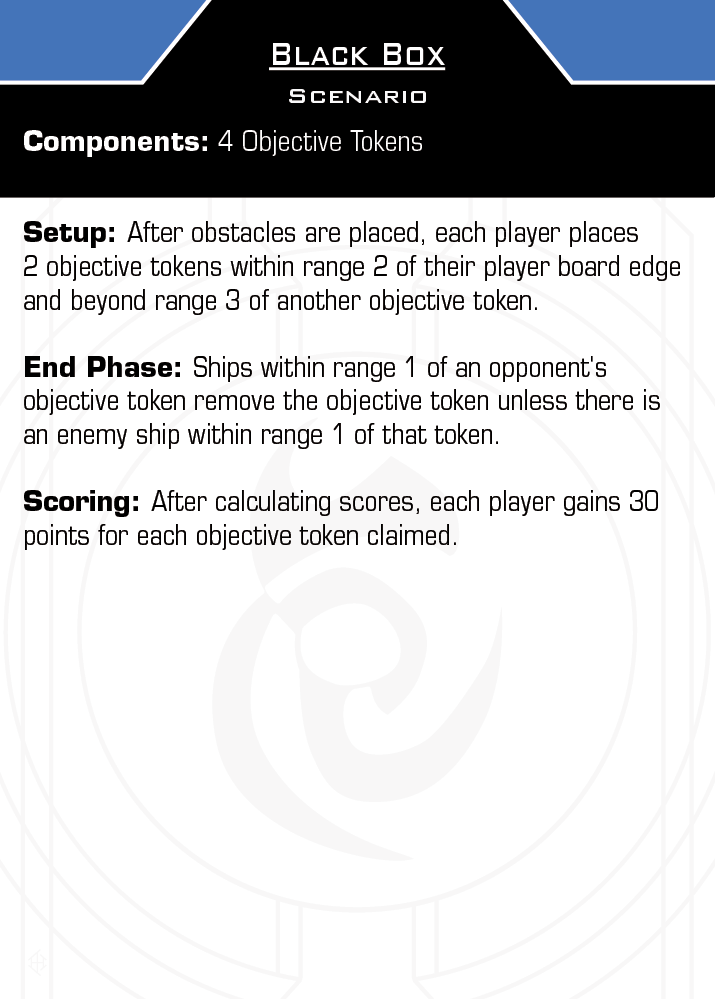 Black Box
Scenario
Components: 4 Objective Tokens
Setup: After obstacles are placed, each player places
2 objective tokens within range 2 of their player board edge
and beyond range 3 of another objective token.
End Phase: Ships within range 1 of an opponent's
objective token remove the objective token unless there is
an enemy ship within range 1 of that token.
Scoring: After calculating scores, each player gains 30
points for each objective token claimed.